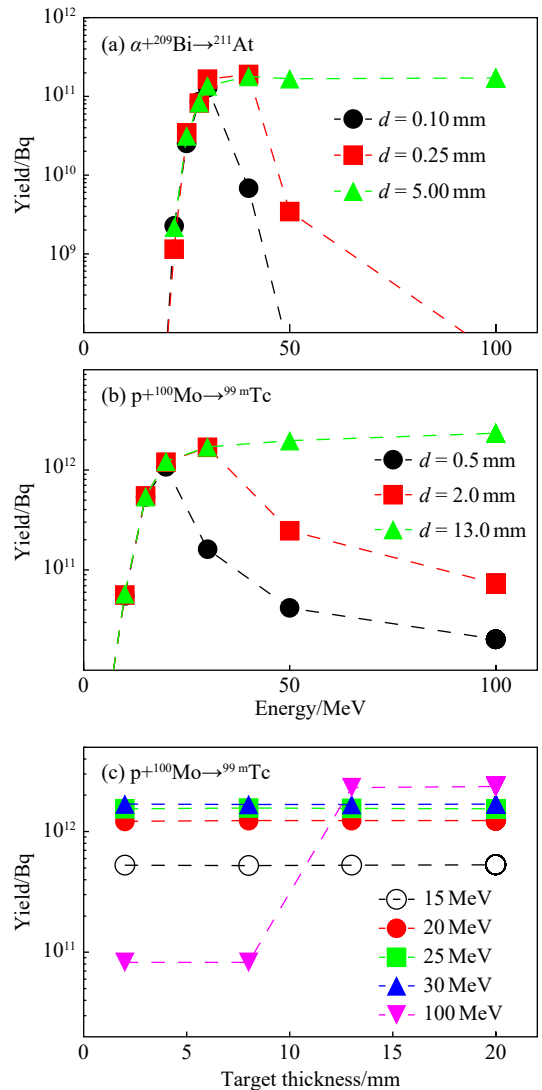 (a) α+²⁰⁹Bi→²¹¹At
10¹²
10¹¹
10¹⁰
10⁹
Yield/Bq
d = 0.10 mm
d = 0.25 mm
d = 5.00 mm
0 50 100
(b) p+¹⁰⁰Mo→⁹⁹ᵐTc
10¹²
10¹¹
Yield/Bq
d = 0.5 mm
d = 2.0 mm
d = 13.0 mm
0 50 100
Energy/MeV
(c) p+¹⁰⁰Mo→⁹⁹ᵐTc
10¹²
10¹¹
Yield/Bq
15 MeV
20 MeV
25 MeV
30 MeV
100 MeV
0 5 10 15 20
Target thickness/mm